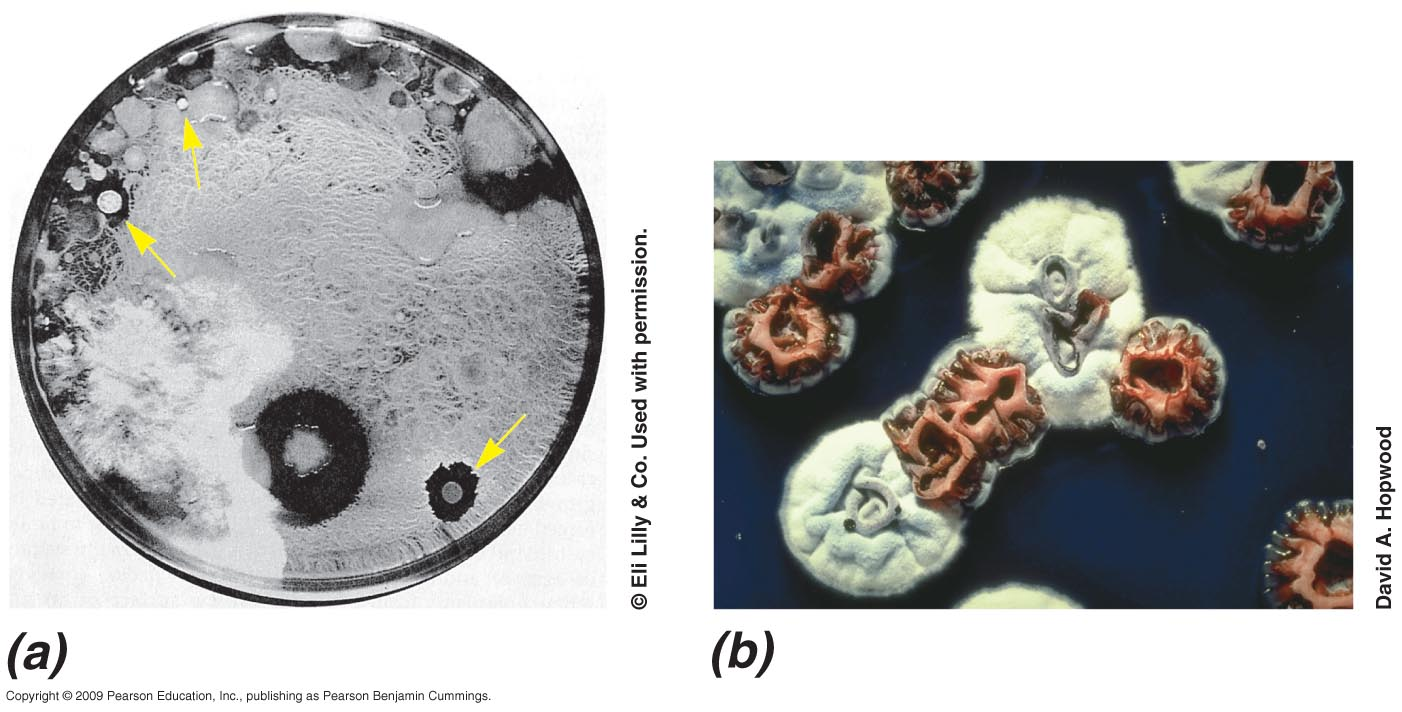 © Eli Lilly & Co. Used with permission.
David A. Hopwood
(a)
(b)
Copyright © 2009 Pearson Education, Inc., publishing as Pearson Benjamin Cummings.